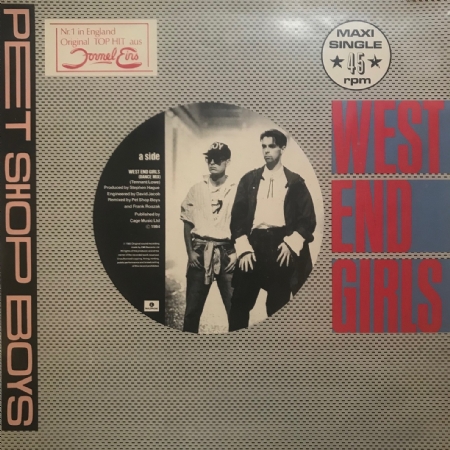 PET SHOP BOYS
Nr.1 in England
Original TOP HIT aus
Formel Eins
MAXI
SINGLE
45
rpm
WEST
END
GIRLS
a side
WEST END GIRLS
(DANCE MIX)
(Tennant/Lowe)
Produced by Stephen Hague
Engineered by David Jacob
Remixed by Pet Shop Boys
and Frank Roszak
Published by
Cage Music Ltd